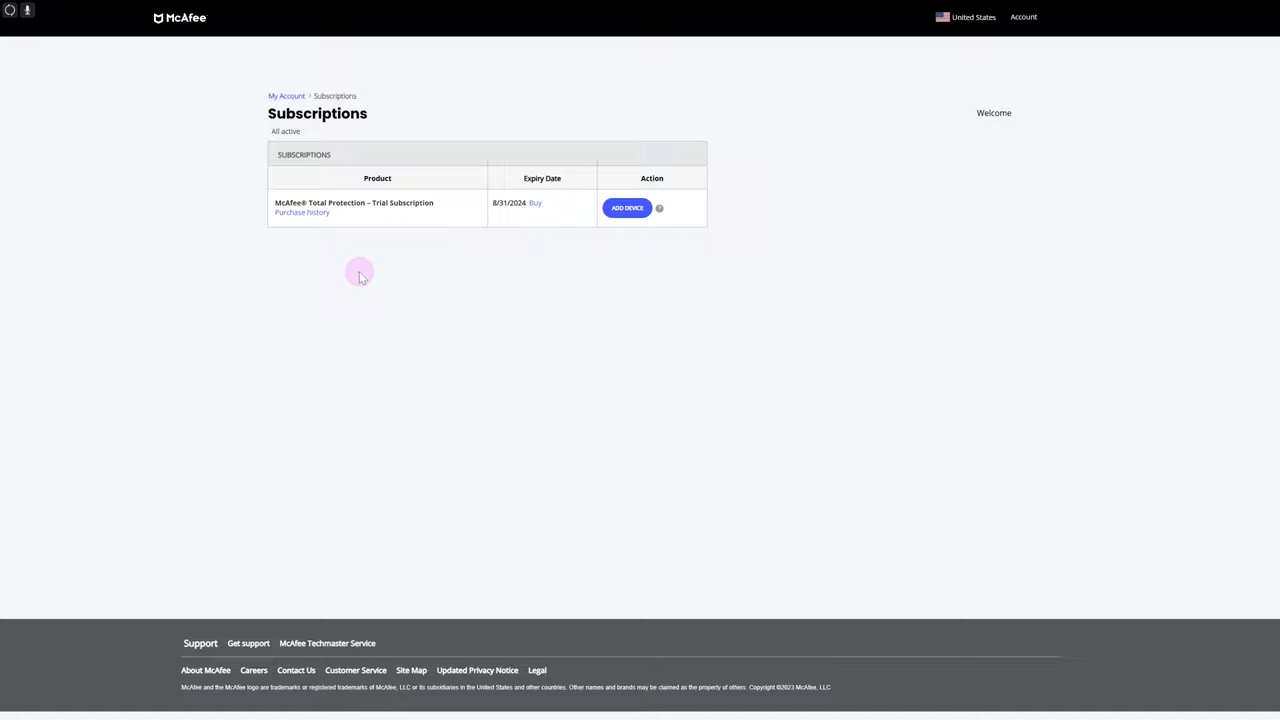 McAfee
United States
Account
My Account › Subscriptions
Subscriptions
Welcome
All active
SUBSCRIPTIONS
Product Expiry Date Action
McAfee® Total Protection – Trial Subscription 8/31/2024 Buy ADD DEVICE ?
Purchase history
Support Get support McAfee Techmaster Service
About McAfee Careers Contact Us Customer Service Site Map Updated Privacy Notice Legal
McAfee and the McAfee logo are trademarks or registered trademarks of McAfee, LLC or its subsidiaries in the United States and other countries. Other names and brands may be claimed as the property of others. Copyright ©2023 McAfee, LLC